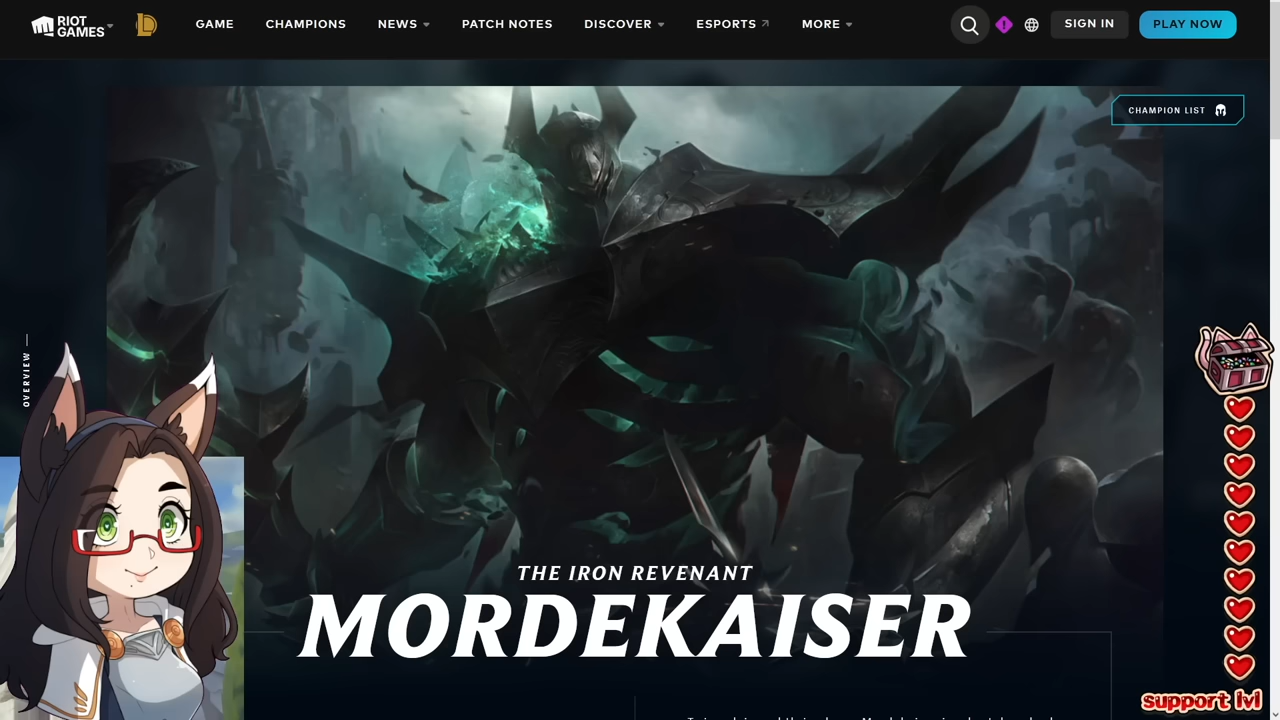 RIOT GAMES
GAME
CHAMPIONS
NEWS
PATCH NOTES
DISCOVER
ESPORTS
MORE
SIGN IN
PLAY NOW
CHAMPION LIST
OVERVIEW
THE IRON REVENANT
MORDEKAISER
support lvl